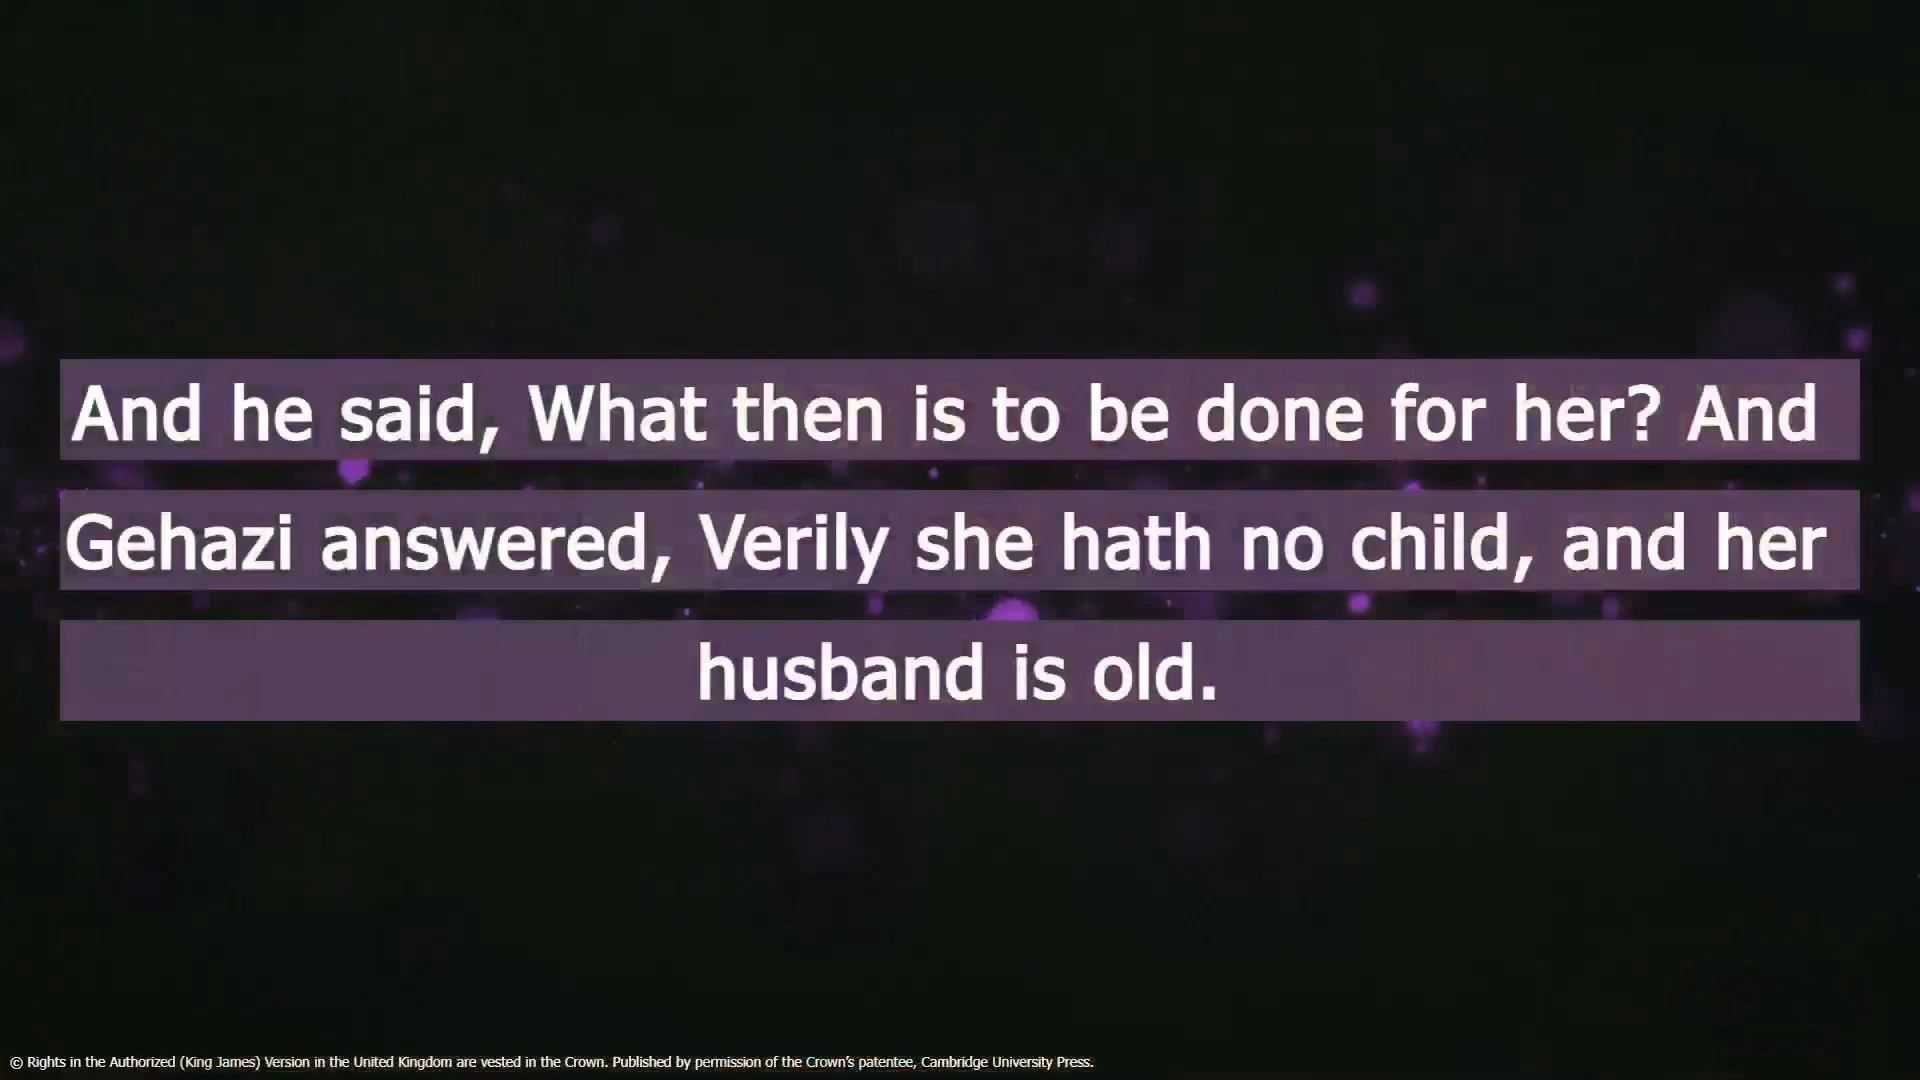 And he said, What then is to be done for her? And
Gehazi answered, Verily she hath no child, and her
husband is old.
© Rights in the Authorized (King James) Version in the United Kingdom are vested in the Crown. Published by permission of the Crown’s patentee, Cambridge University Press.